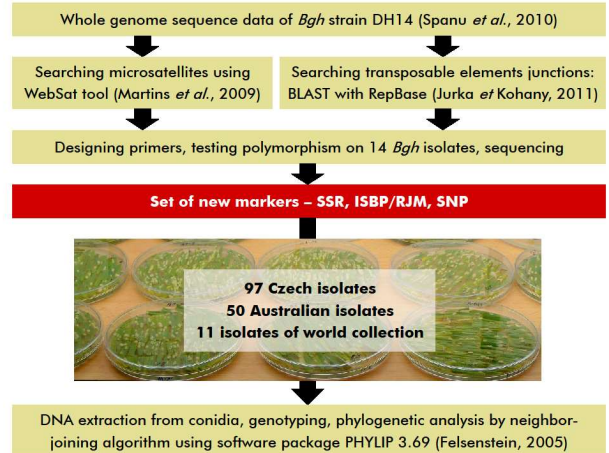 Whole genome sequence data of Bgh strain DH14 (Spanu et al., 2010)
Searching microsatellites using
WebSat tool (Martins et al., 2009)
Searching transposable elements junctions:
BLAST with RepBase (Jurka et Kohany, 2011)
Designing primers, testing polymorphism on 14 Bgh isolates, sequencing
Set of new markers – SSR, ISBP/RJM, SNP
97 Czech isolates
50 Australian isolates
11 isolates of world collection
DNA extraction from conidia, genotyping, phylogenetic analysis by neighbor-
joining algorithm using software package PHYLIP 3.69 (Felsenstein, 2005)